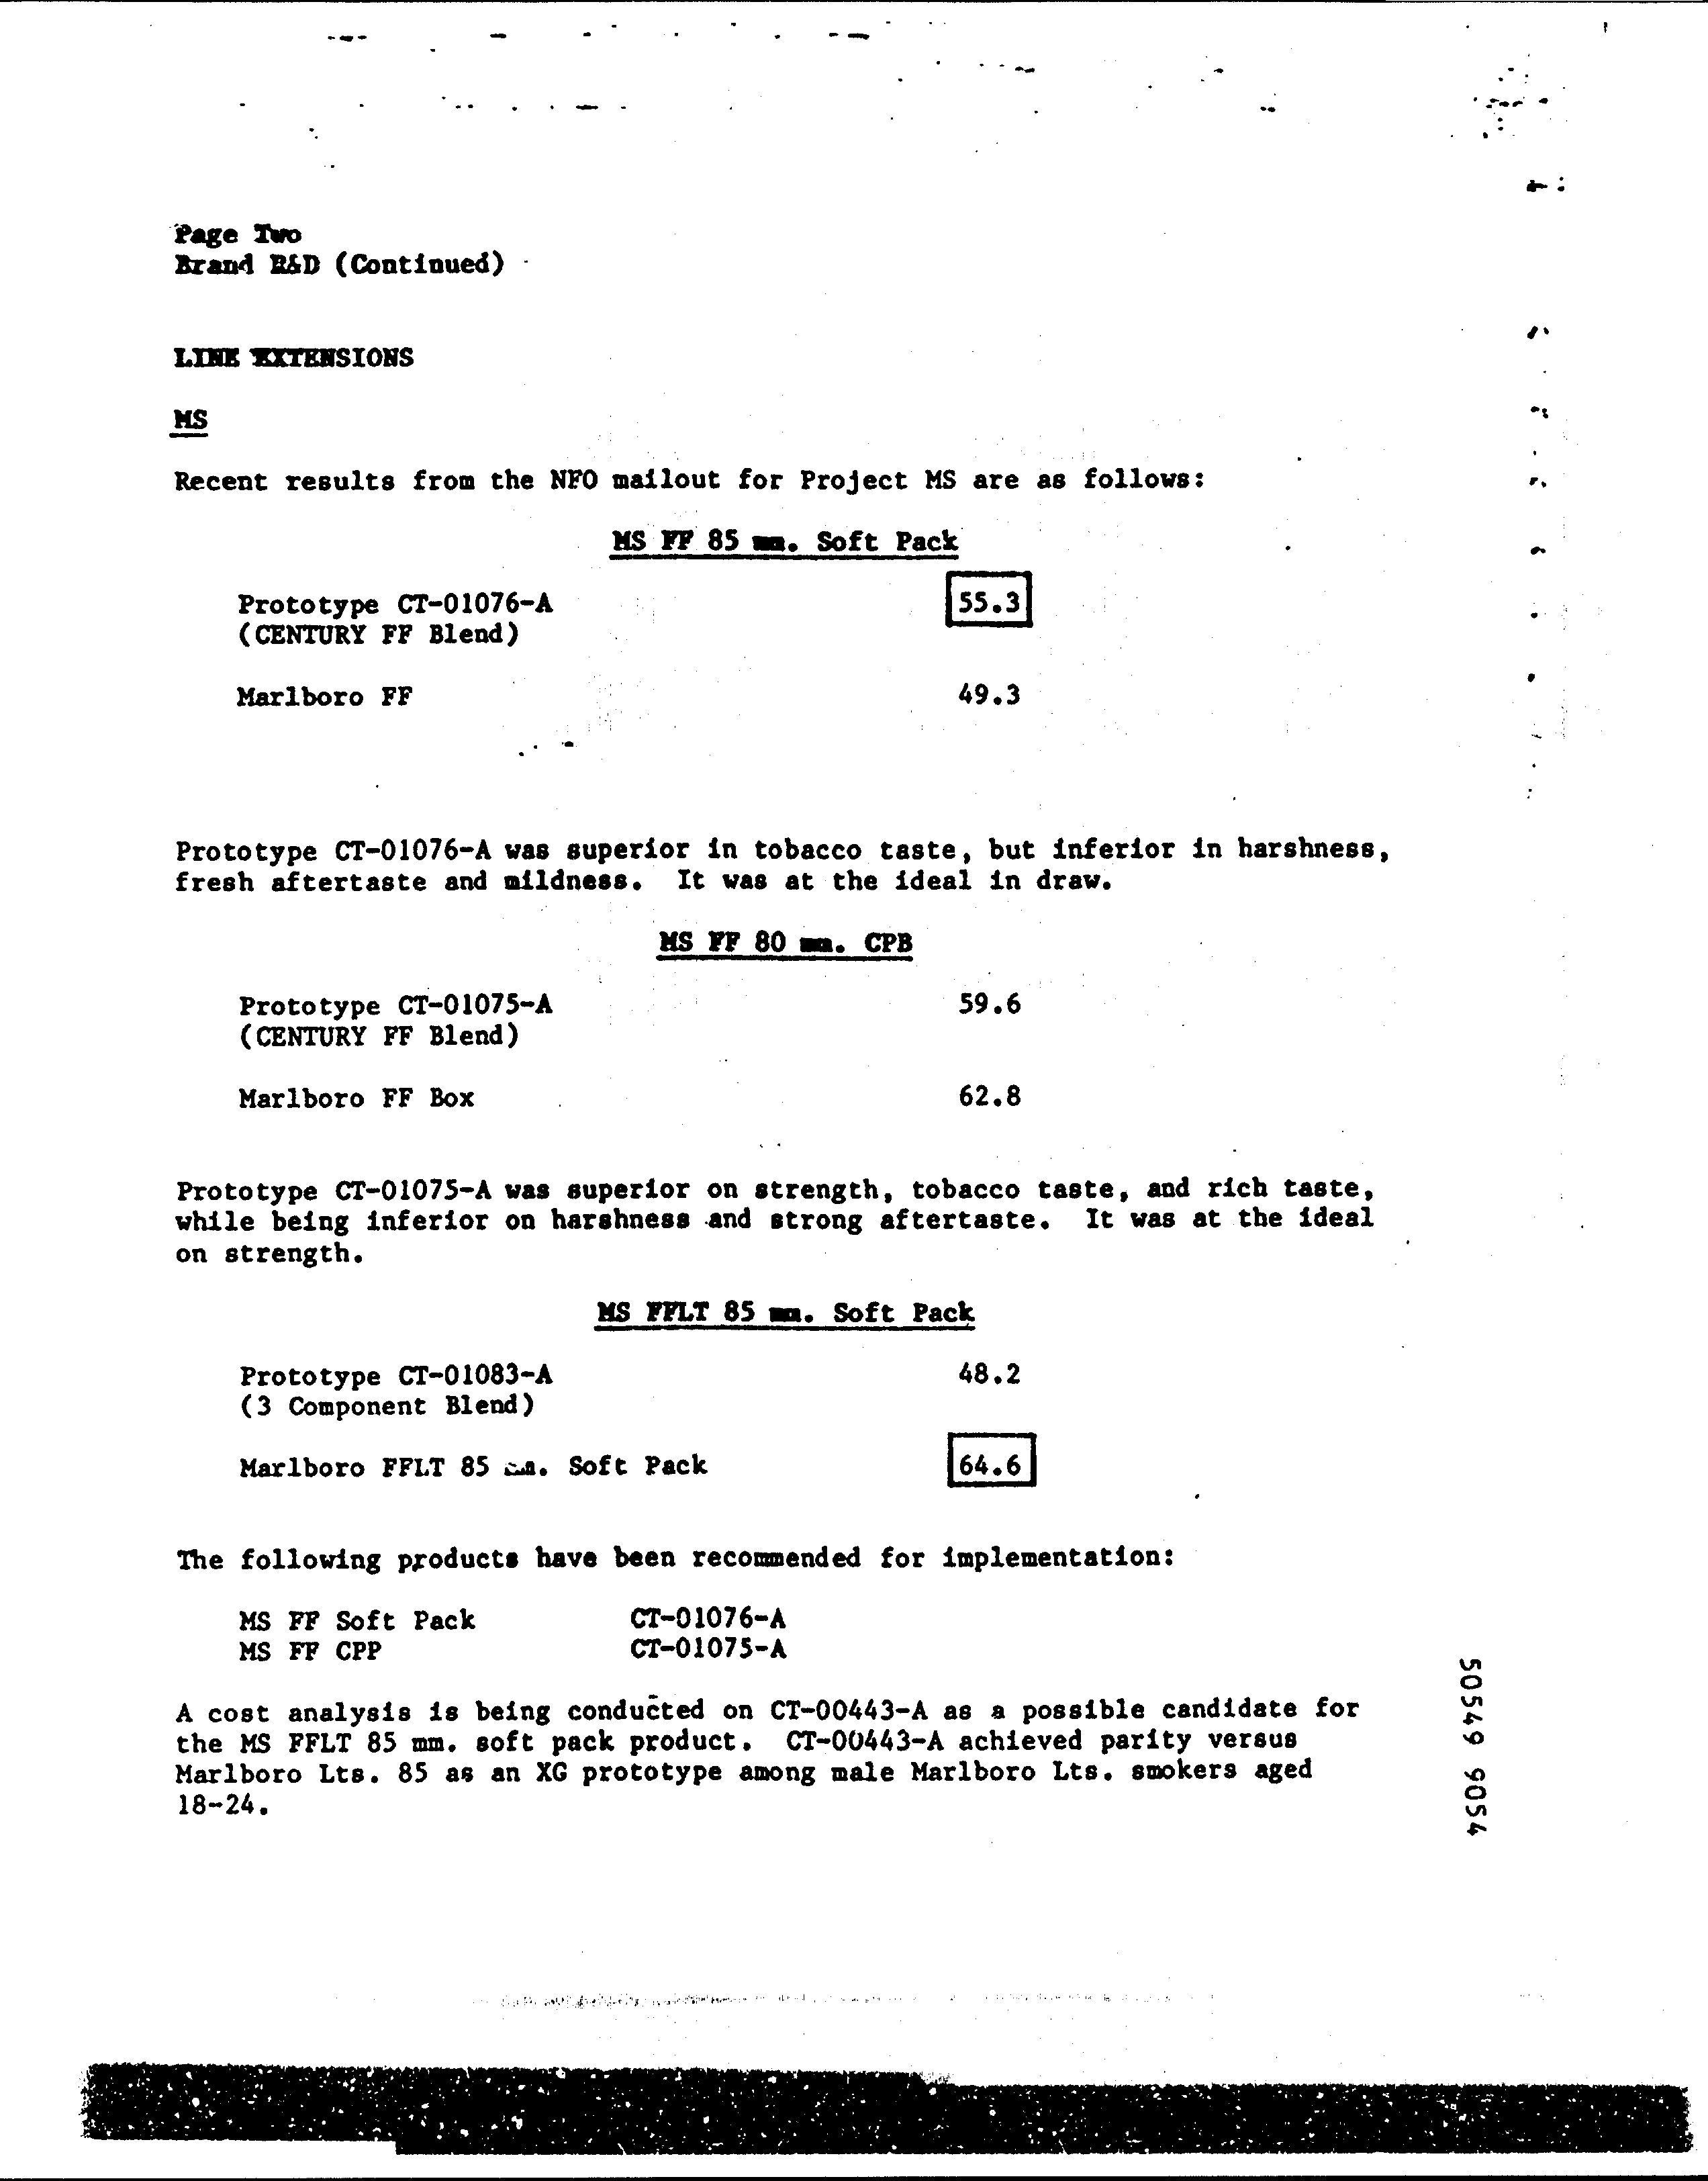 Page Two
Brand R&D (Continued)
LINE EXTENSIONS
MS
Recent results from the NFO mailout for Project MS are as follows:
MS FF 85 mm. Soft Pack
Prototype CT-01076-A 55.3
(CENTURY FF Blend)
Marlboro FF 49.3
Prototype CT-01076-A was superior in tobacco taste, but inferior in harshness,
fresh aftertaste and mildness. It was at the ideal in draw.
MS FF 80 mm. CPB
Prototype CT-01075-A 59.6
(CENTURY FF Blend)
Marlboro FF Box 62.8
Prototype CT-01075-A was superior on strength, tobacco taste, and rich taste,
while being inferior on harshness and strong aftertaste. It was at the ideal
on strength.
MS FFLT 85 mm. Soft Pack
Prototype CT-01083-A 48.2
(3 Component Blend)
Marlboro FFLT 85 mm. Soft Pack 64.6
The following products have been recommended for implementation:
MS FF Soft Pack CT-01076-A
MS FF CPP CT-01075-A
A cost analysis is being conducted on CT-00443-A as a possible candidate for
the MS FFLT 85 mm. soft pack product. CT-00443-A achieved parity versus
Marlboro Lts. 85 as an XG prototype among male Marlboro Lts. smokers aged
18-24.
50549 9054